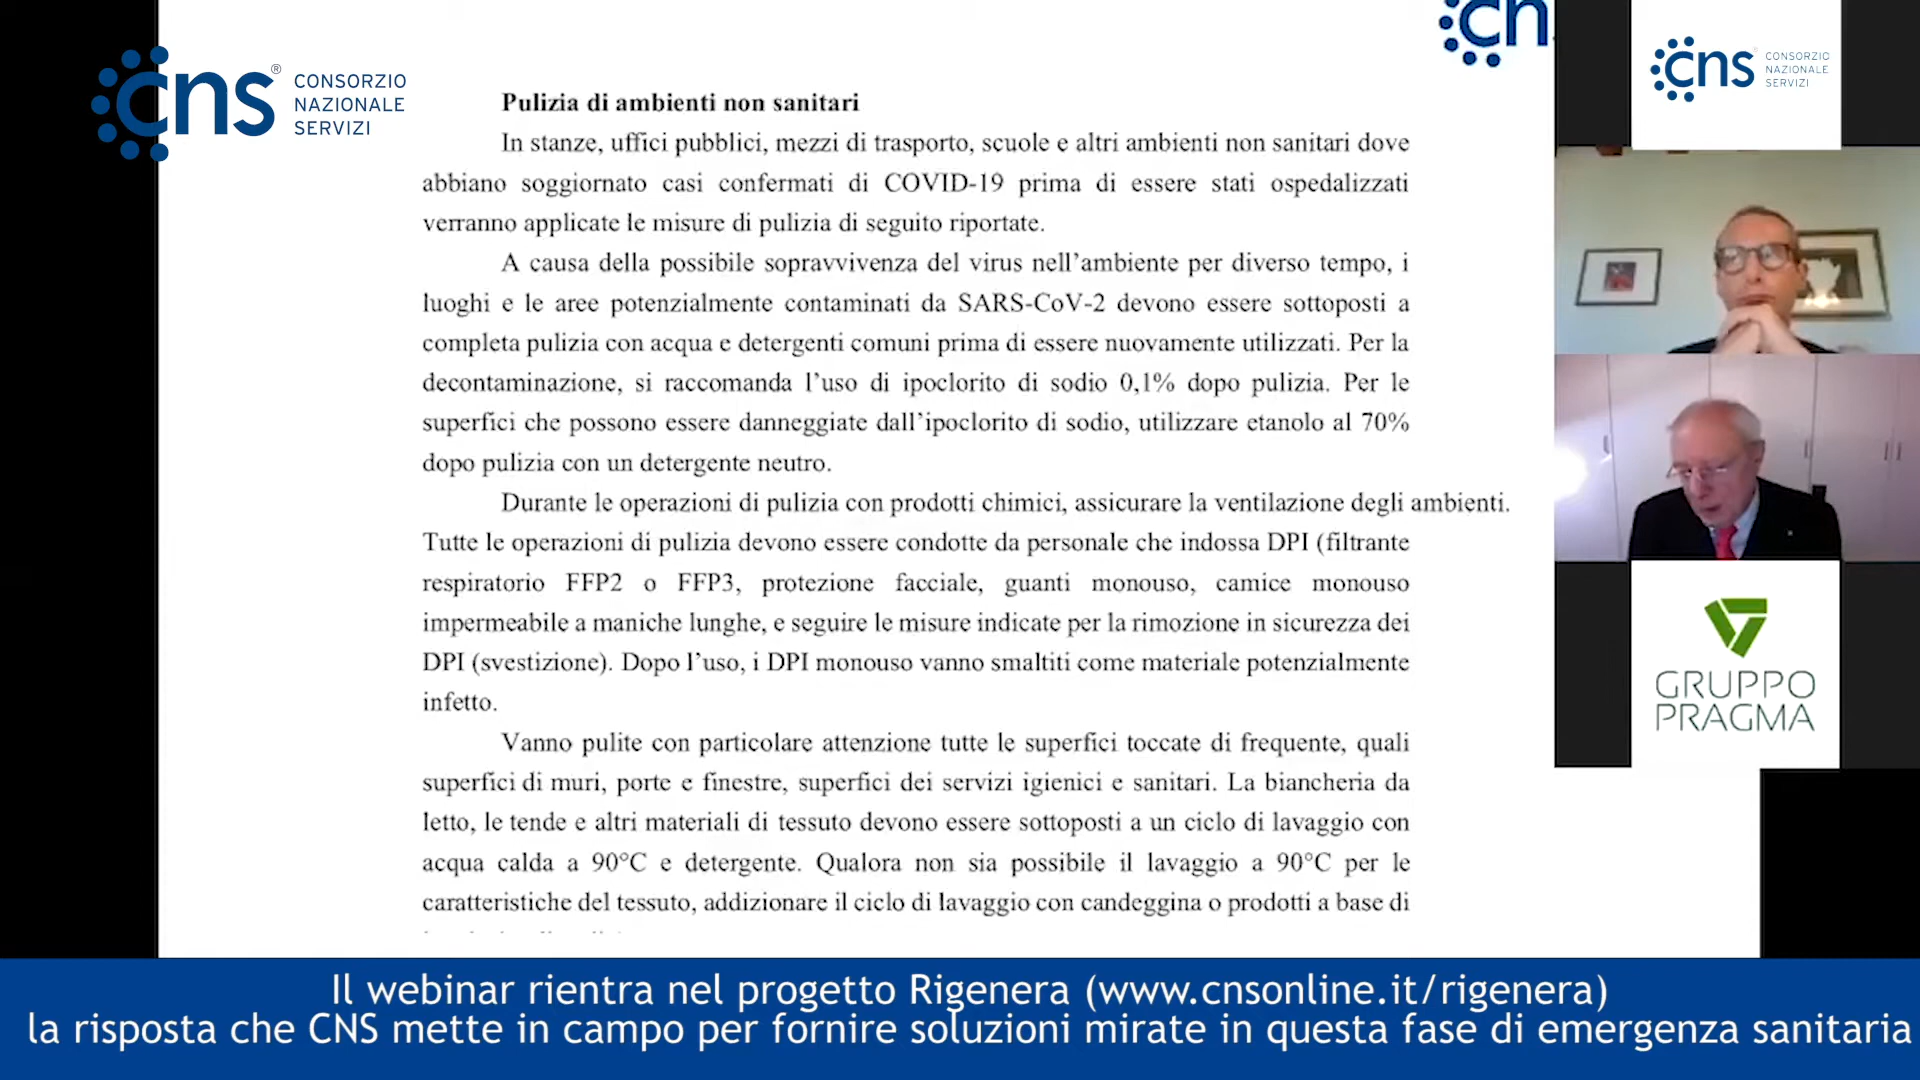 cns® CONSORZIO
NAZIONALE
SERVIZI
cn
cns CONSORZIO
NAZIONALE
SERVIZI
Pulizia di ambienti non sanitari
In stanze, uffici pubblici, mezzi di trasporto, scuole e altri ambienti non sanitari dove
abbiano soggiornato casi confermati di COVID-19 prima di essere stati ospedalizzati
verranno applicate le misure di pulizia di seguito riportate.
A causa della possibile sopravvivenza del virus nell’ambiente per diverso tempo, i
luoghi e le aree potenzialmente contaminati da SARS-CoV-2 devono essere sottoposti a
completa pulizia con acqua e detergenti comuni prima di essere nuovamente utilizzati. Per la
decontaminazione, si raccomanda l’uso di ipoclorito di sodio 0,1% dopo pulizia. Per le
superfici che possono essere danneggiate dall’ipoclorito di sodio, utilizzare etanolo al 70%
dopo pulizia con un detergente neutro.
Durante le operazioni di pulizia con prodotti chimici, assicurare la ventilazione degli ambienti.
Tutte le operazioni di pulizia devono essere condotte da personale che indossa DPI (filtrante
respiratorio FFP2 o FFP3, protezione facciale, guanti monouso, camice monouso
impermeabile a maniche lunghe, e seguire le misure indicate per la rimozione in sicurezza dei
DPI (svestizione). Dopo l’uso, i DPI monouso vanno smaltiti come materiale potenzialmente
infetto.
Vanno pulite con particolare attenzione tutte le superfici toccate di frequente, quali
superfici di muri, porte e finestre, superfici dei servizi igienici e sanitari. La biancheria da
letto, le tende e altri materiali di tessuto devono essere sottoposti a un ciclo di lavaggio con
acqua calda a 90°C e detergente. Qualora non sia possibile il lavaggio a 90°C per le
caratteristiche del tessuto, addizionare il ciclo di lavaggio con candeggina o prodotti a base di
GRUPPO
PRAGMA
Il webinar rientra nel progetto Rigenera (www.cnsonline.it/rigenera)
la risposta che CNS mette in campo per fornire soluzioni mirate in questa fase di emergenza sanitaria